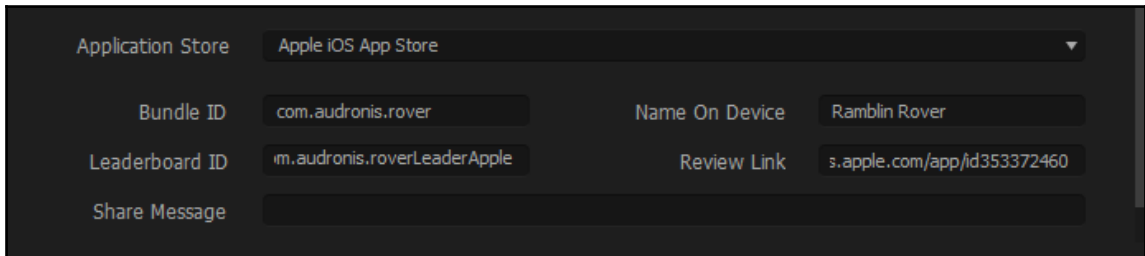 Application Store Apple iOS App Store
Bundle ID com.audronis.rover Name On Device Ramblin Rover
Leaderboard ID m.audronis.roverLeaderApple Review Link s.apple.com/app/id353372460
Share Message